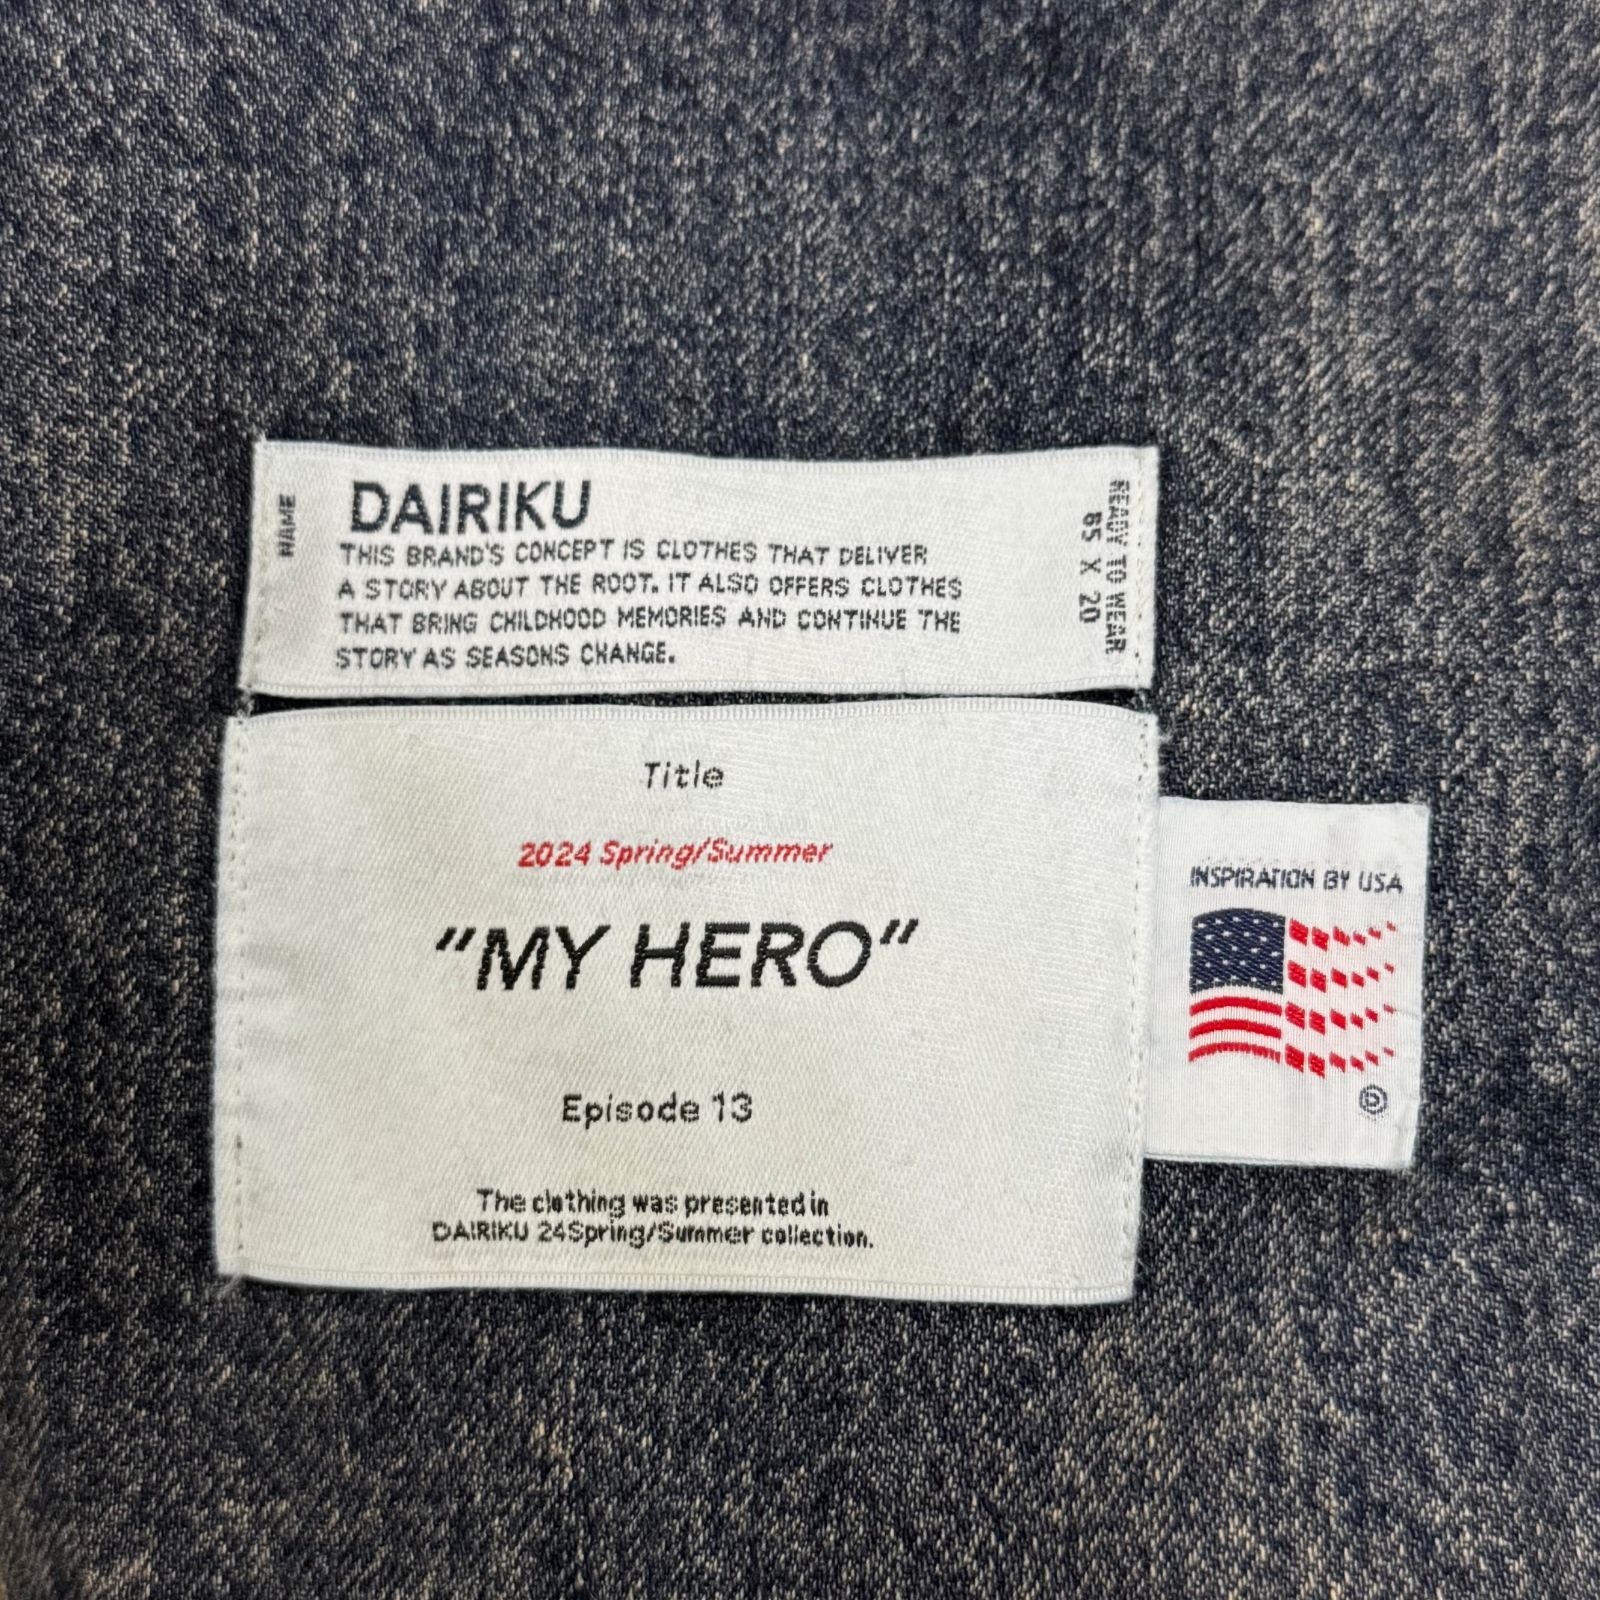 NAME
DAIRIKU
THIS BRAND'S CONCEPT IS CLOTHES THAT DELIVER
A STORY ABOUT THE ROOT. IT ALSO OFFERS CLOTHES
THAT BRING CHILDHOOD MEMORIES AND CONTINUE THE
STORY AS SEASONS CHANGE.
READY TO WEAR
85 X 20
Title
2024 Spring/Summer
"MY HERO"
Episode 13
The clothing was presented in
DAIRIKU 24Spring/Summer collection.
INSPIRATION BY USA